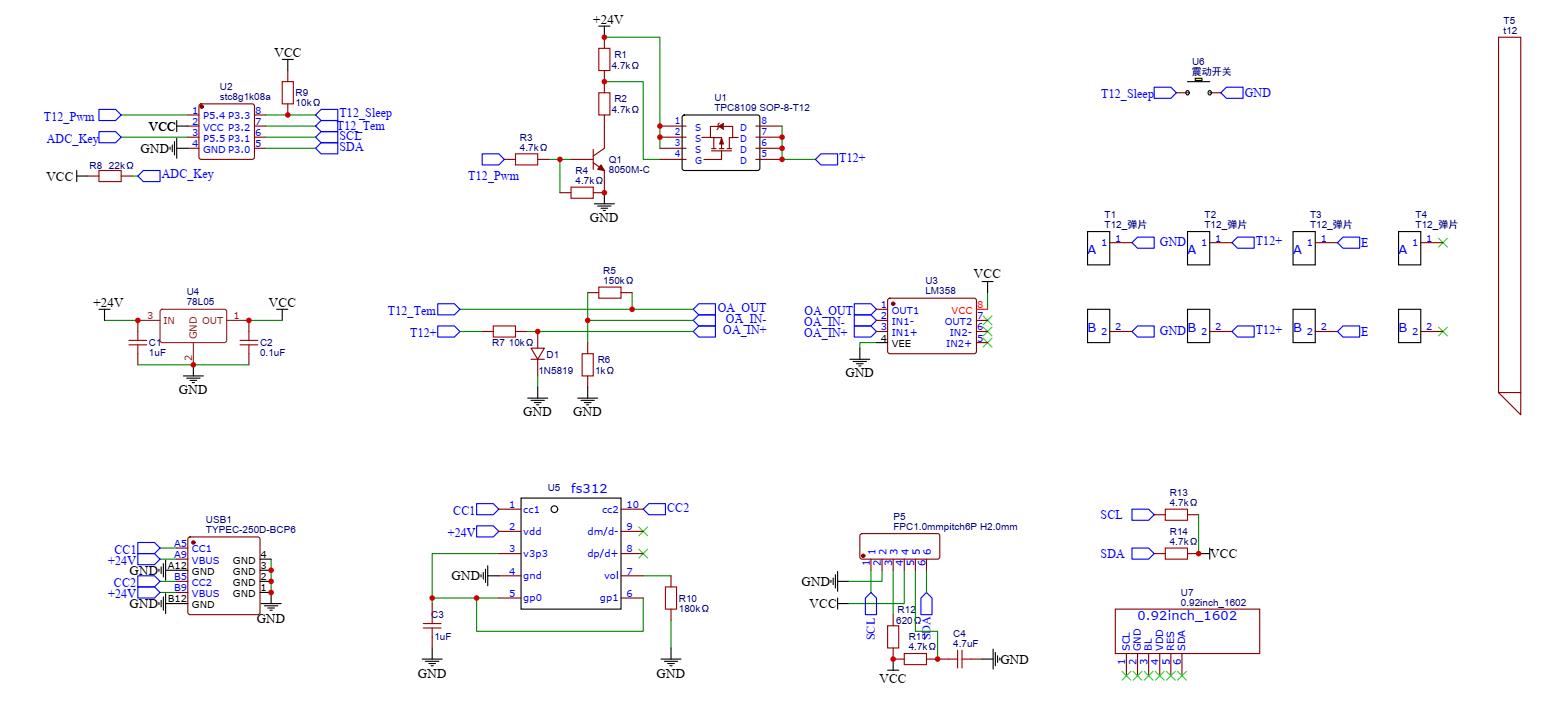 VCC
U2
stc8g1k08a
R9
10kΩ
T12_Pwm
1
P5.4
P3.3
8
T12_Sleep
VCC
2
VCC
P3.2
7
T12_Tem
ADC_Key
3
P5.5
P3.1
6
SCL
GND
4
GND
P3.0
5
SDA
VCC
R8
22kΩ
ADC_Key
+24V
R1
4.7kΩ
R2
4.7kΩ
R3
4.7kΩ
T12_Pwm
Q1
8050M-C
R4
4.7kΩ
GND
U1
TPC8109 SOP-8-T12
1
S
D
8
2
S
D
7
3
S
D
6
4
G
D
5
T12+
U6
震动开关
T12_Sleep
GND
T5
t12
T1
T12_弹片
A
1
1
GND
T2
T12_弹片
A
1
1
T12+
T3
T12_弹片
A
1
1
E
T4
T12_弹片
A
1
1
B
2
2
GND
B
2
2
T12+
B
2
2
E
B
2
2
+24V
U4
78L05
VCC
3
IN
OUT
1
GND
2
C1
1uF
C2
0.1uF
GND
R5
150kΩ
T12_Tem
OA_OUT
OA_IN-
T12+
OA_IN+
R7
10kΩ
D1
1N5819
R6
1kΩ
GND
GND
U3
LM358
VCC
OA_OUT
1
OUT1
VCC
8
OA_IN-
2
IN1-
OUT2
7
OA_IN+
3
IN1+
IN2-
6
4
VEE
IN2+
5
GND
USB1
TYPEC-250D-BCP6
CC1
A5
CC1
GND
4
+24V
A9
VBUS
GND
3
GND
A12
GND
GND
2
CC2
B5
CC2
GND
1
+24V
B9
VBUS
GND
B12
GND
GND
U5
fs312
CC1
1
cc1
cc2
10
CC2
+24V
2
vdd
dm/d-
9
3
v3p3
dp/d+
8
GND
4
gnd
vol
7
5
gp0
gp1
6
C3
1uF
GND
R10
180kΩ
GND
P5
FPC1.0mmpitch6P H2.0mm
1
2
3
4
5
6
1
2
3
4
5
6
GND
VCC
SCL
SDA
R12
620Ω
4.7kΩ
C4
4.7uF
GND
VCC
SCL
R13
4.7kΩ
SDA
R14
4.7kΩ
VCC
U7
0.92inch_1602
0.92inch_1602
SCL
GND
BL
VDD
RES
SDA
1
2
3
4
5
6